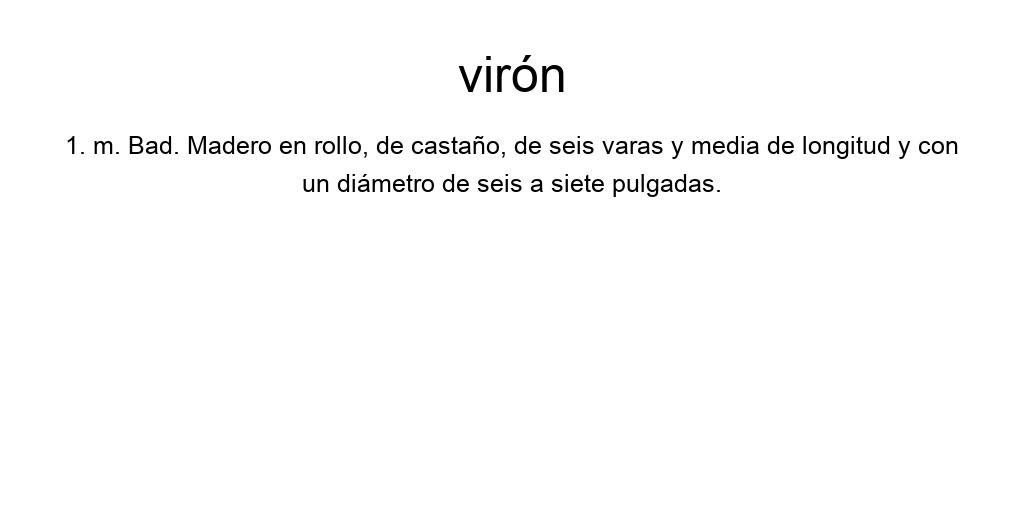 virón
1. m. Bad. Madero en rollo, de castaño, de seis varas y media de longitud y con
un diámetro de seis a siete pulgadas.